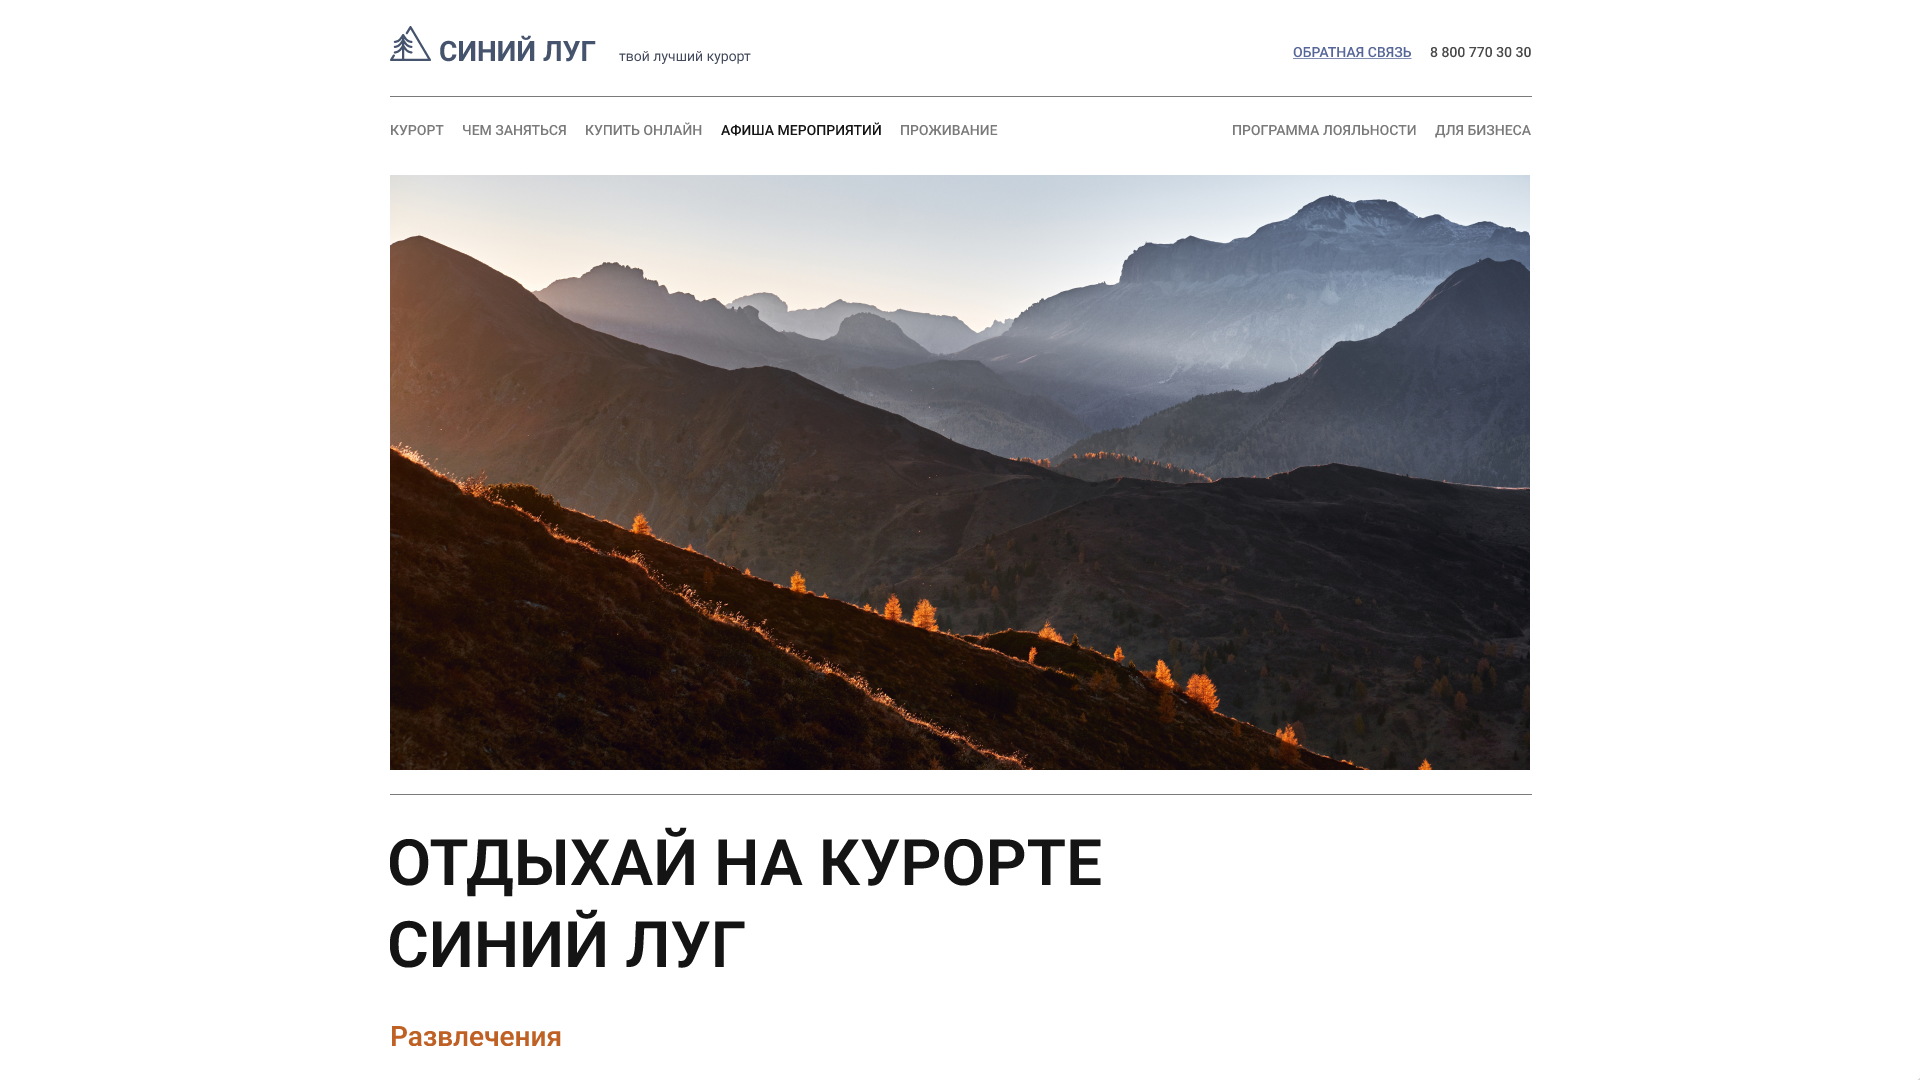 СИНИЙ ЛУГ твой лучший курорт ОБРАТНАЯ СВЯЗЬ 8 800 770 30 30
КУРОРТ ЧЕМ ЗАНЯТЬСЯ КУПИТЬ ОНЛАЙН АФИША МЕРОПРИЯТИЙ ПРОЖИВАНИЕ ПРОГРАММА ЛОЯЛЬНОСТИ ДЛЯ БИЗНЕСА
ОТДЫХАЙ НА КУРОРТЕ
СИНИЙ ЛУГ
Развлечения